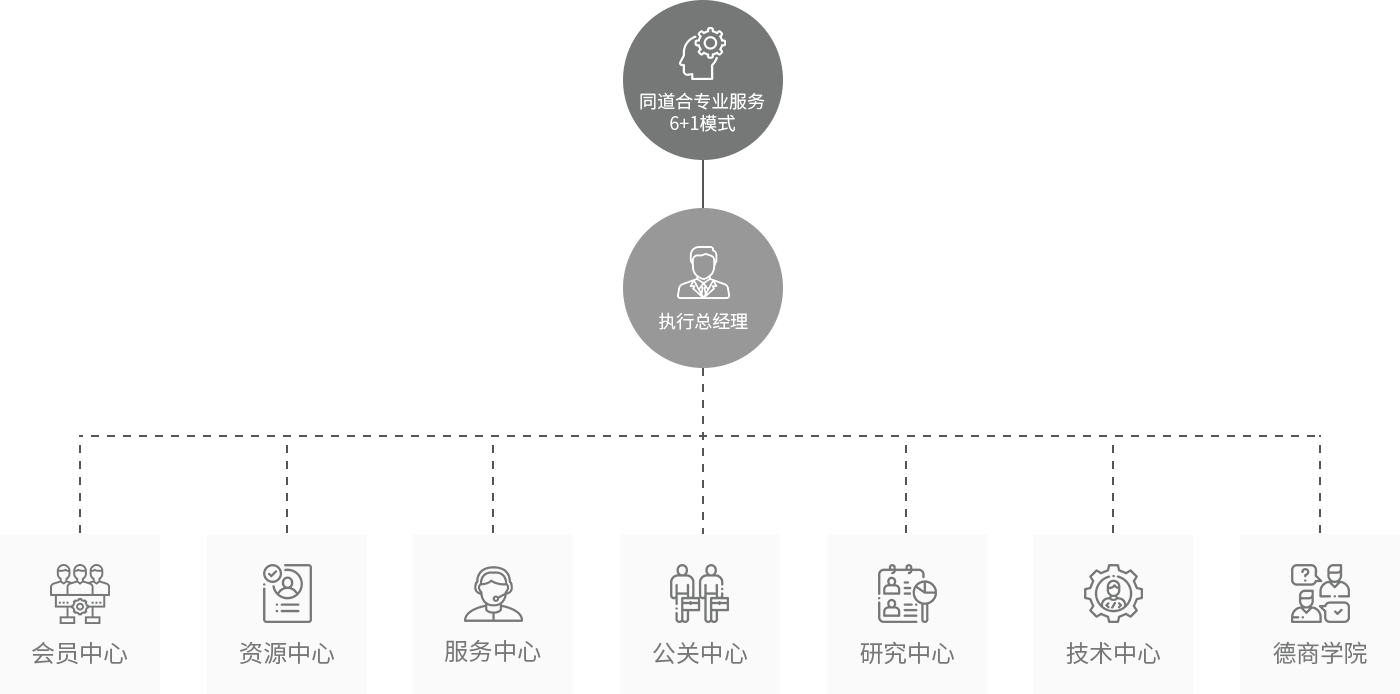 同道合专业服务
6+1模式
执行总经理
会员中心
资源中心
服务中心
公关中心
研究中心
技术中心
德商学院